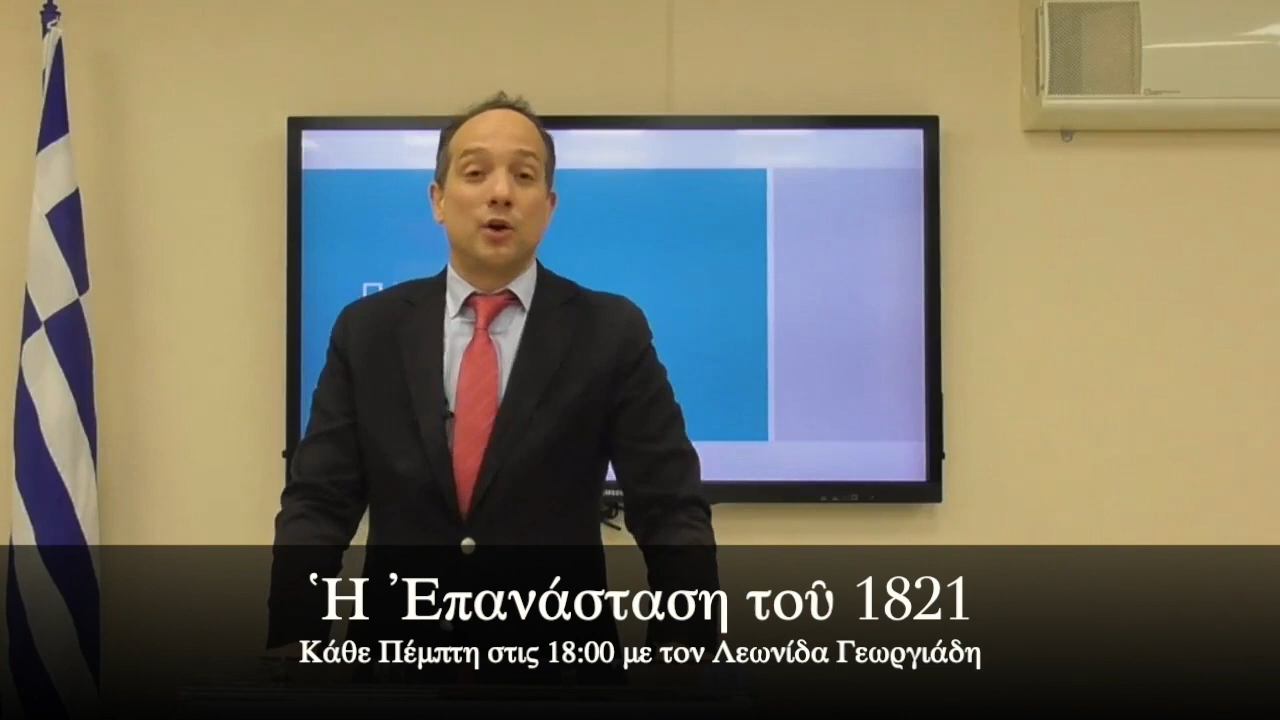 Ἡ Ἐπανάσταση τοῦ 1821
Κάθε Πέμπτη στις 18:00 με τον Λεωνίδα Γεωργιάδη